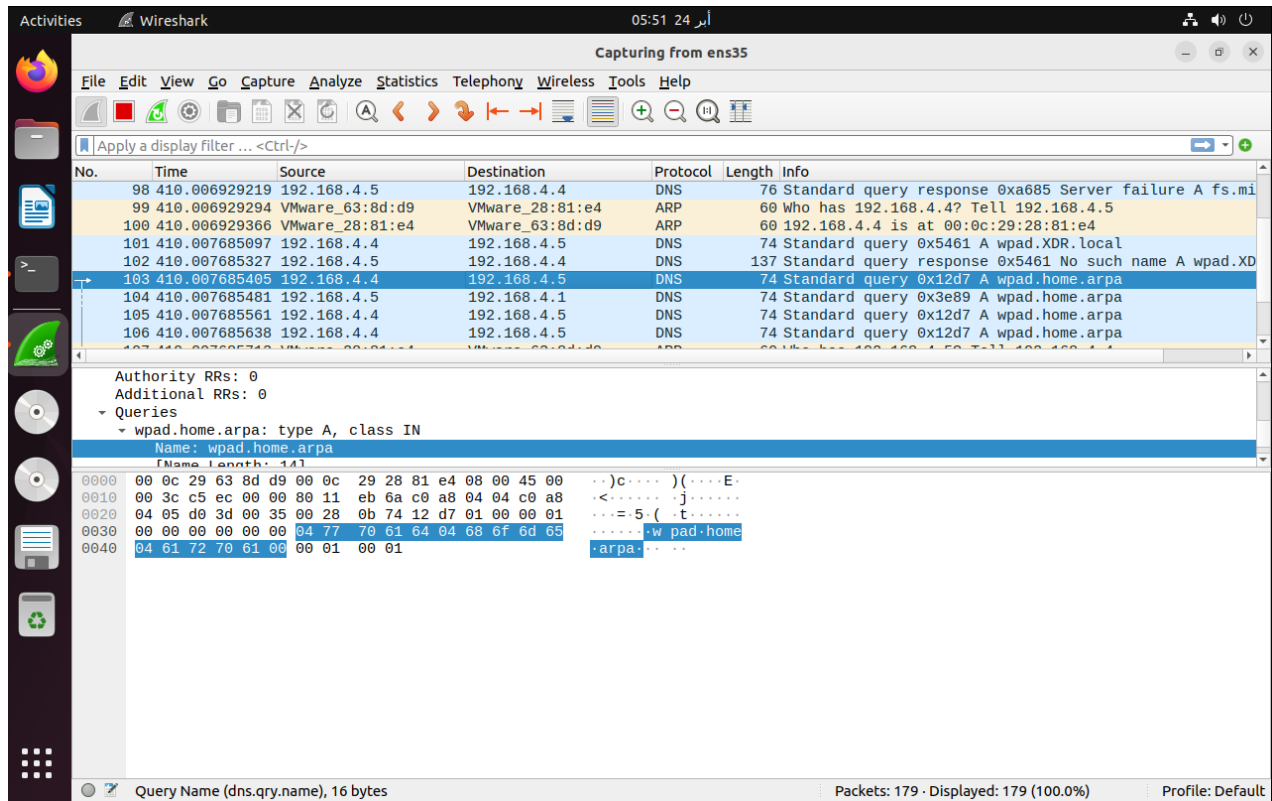 Activities Wireshark 05:51 24 أبر
Capturing from ens35
File Edit View Go Capture Analyze Statistics Telephony Wireless Tools Help
Apply a display filter … <Ctrl-/>
No. Time Source Destination Protocol Length Info
98 410.006929219 192.168.4.5 192.168.4.4 DNS 76 Standard query response 0xa685 Server failure A fs.mi
99 410.006929294 VMware_63:8d:d9 VMware_28:81:e4 ARP 60 Who has 192.168.4.4? Tell 192.168.4.5
100 410.006929366 VMware_28:81:e4 VMware_63:8d:d9 ARP 60 192.168.4.4 is at 00:0c:29:28:81:e4
101 410.007685097 192.168.4.4 192.168.4.5 DNS 74 Standard query 0x5461 A wpad.XDR.local
102 410.007685327 192.168.4.5 192.168.4.4 DNS 137 Standard query response 0x5461 No such name A wpad.XD
103 410.007685405 192.168.4.4 192.168.4.5 DNS 74 Standard query 0x12d7 A wpad.home.arpa
104 410.007685481 192.168.4.5 192.168.4.1 DNS 74 Standard query 0x3e89 A wpad.home.arpa
105 410.007685561 192.168.4.4 192.168.4.5 DNS 74 Standard query 0x12d7 A wpad.home.arpa
106 410.007685638 192.168.4.4 192.168.4.5 DNS 74 Standard query 0x12d7 A wpad.home.arpa
Authority RRs: 0
Additional RRs: 0
Queries
wpad.home.arpa: type A, class IN
Name: wpad.home.arpa
[Name Length: 14]
0000 00 0c 29 63 8d d9 00 0c 29 28 81 e4 08 00 45 00 ··)c···· )(····E·
0010 00 3c c5 ec 00 00 80 11 eb 6a c0 a8 04 04 c0 a8 ·<······ ·j······
0020 04 05 d0 3d 00 35 00 28 0b 74 12 d7 01 00 00 01 ···=·5·( ·t······
0030 00 00 00 00 00 00 04 77 70 61 64 04 68 6f 6d 65 ·······w pad·home
0040 04 61 72 70 61 00 00 01 00 01 ·arpa··· ··
Query Name (dns.qry.name), 16 bytes Packets: 179 · Displayed: 179 (100.0%) Profile: Default